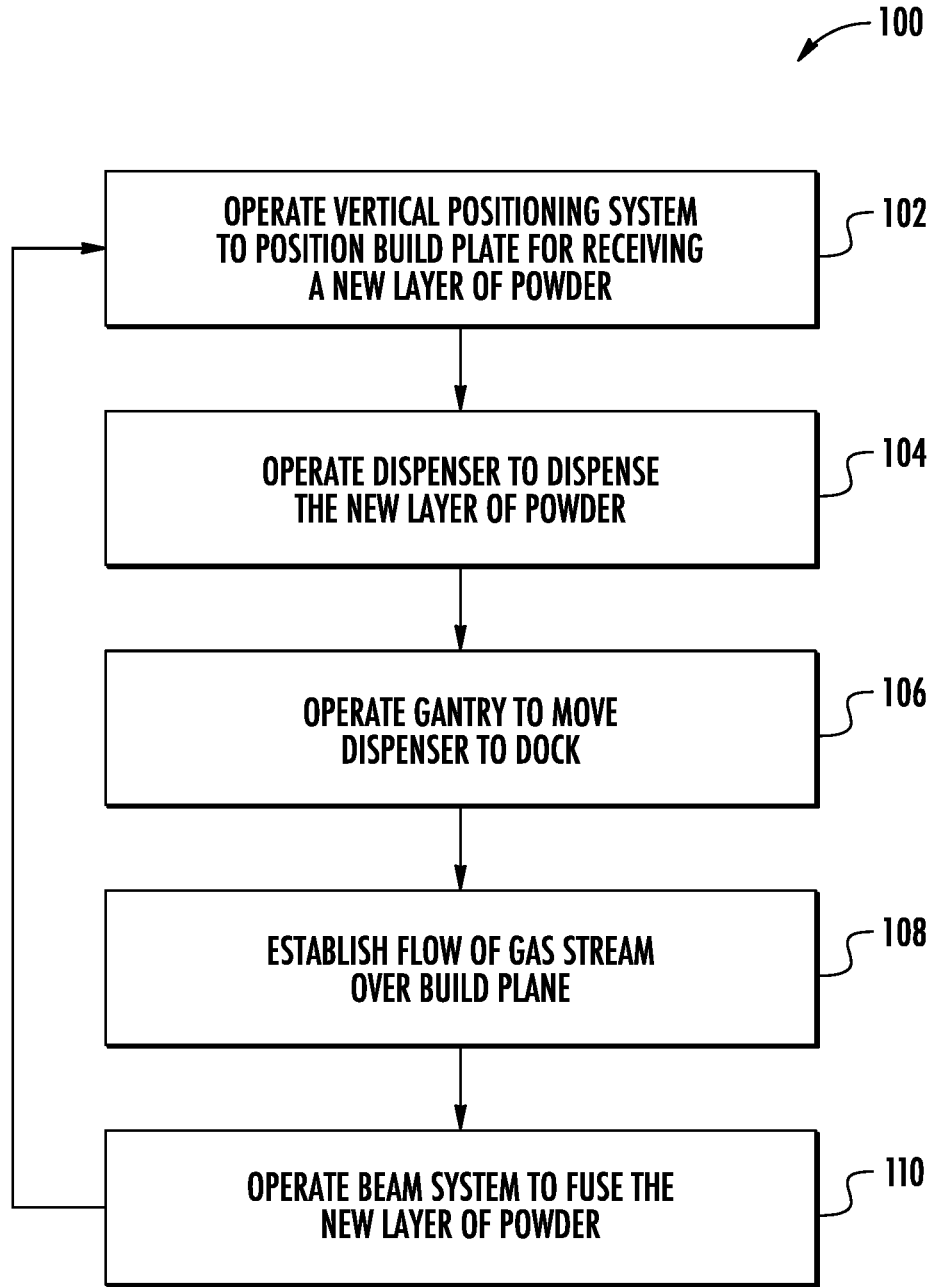 100
OPERATE VERTICAL POSITIONING SYSTEM
TO POSITION BUILD PLATE FOR RECEIVING
A NEW LAYER OF POWDER
102
OPERATE DISPENSER TO DISPENSE
THE NEW LAYER OF POWDER
104
OPERATE GANTRY TO MOVE
DISPENSER TO DOCK
106
ESTABLISH FLOW OF GAS STREAM
OVER BUILD PLANE
108
OPERATE BEAM SYSTEM TO FUSE THE
NEW LAYER OF POWDER
110